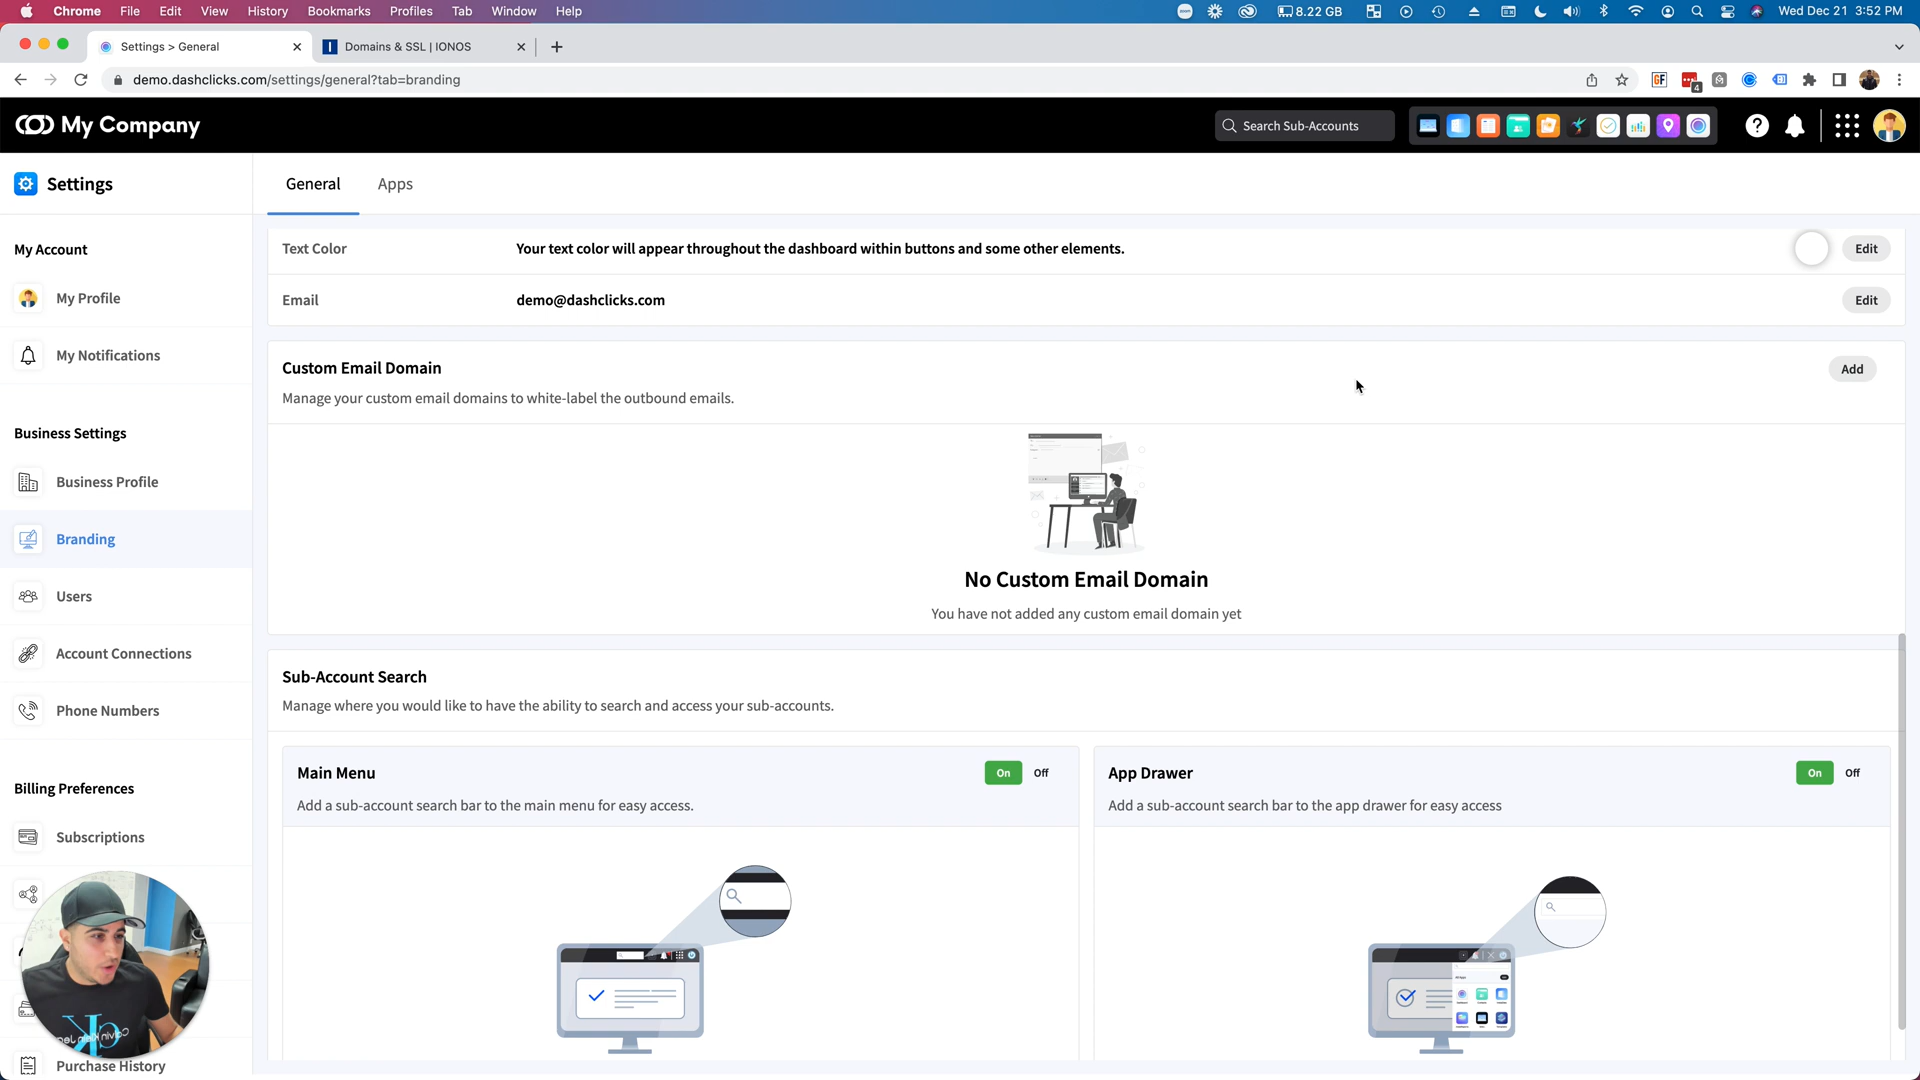 Chrome File Edit View History Bookmarks Profiles Tab Window Help 8.22 GB Wed Dec 21 3:52 PM
Settings > General
Domains & SSL | IONOS
demo.dashclicks.com/settings/general?tab=branding
GF
4
My Company
Search Sub-Accounts
Settings
General Apps
My Account
My Profile
My Notifications
Business Settings
Business Profile
Branding
Users
Account Connections
Phone Numbers
Billing Preferences
Subscriptions
Purchase History
Text Color Your text color will appear throughout the dashboard within buttons and some other elements. Edit
Email demo@dashclicks.com Edit
Custom Email Domain Add
Manage your custom email domains to white-label the outbound emails.
No Custom Email Domain
You have not added any custom email domain yet
Sub-Account Search
Manage where you would like to have the ability to search and access your sub-accounts.
Main Menu On Off
Add a sub-account search bar to the main menu for easy access.
App Drawer On Off
Add a sub-account search bar to the app drawer for easy access